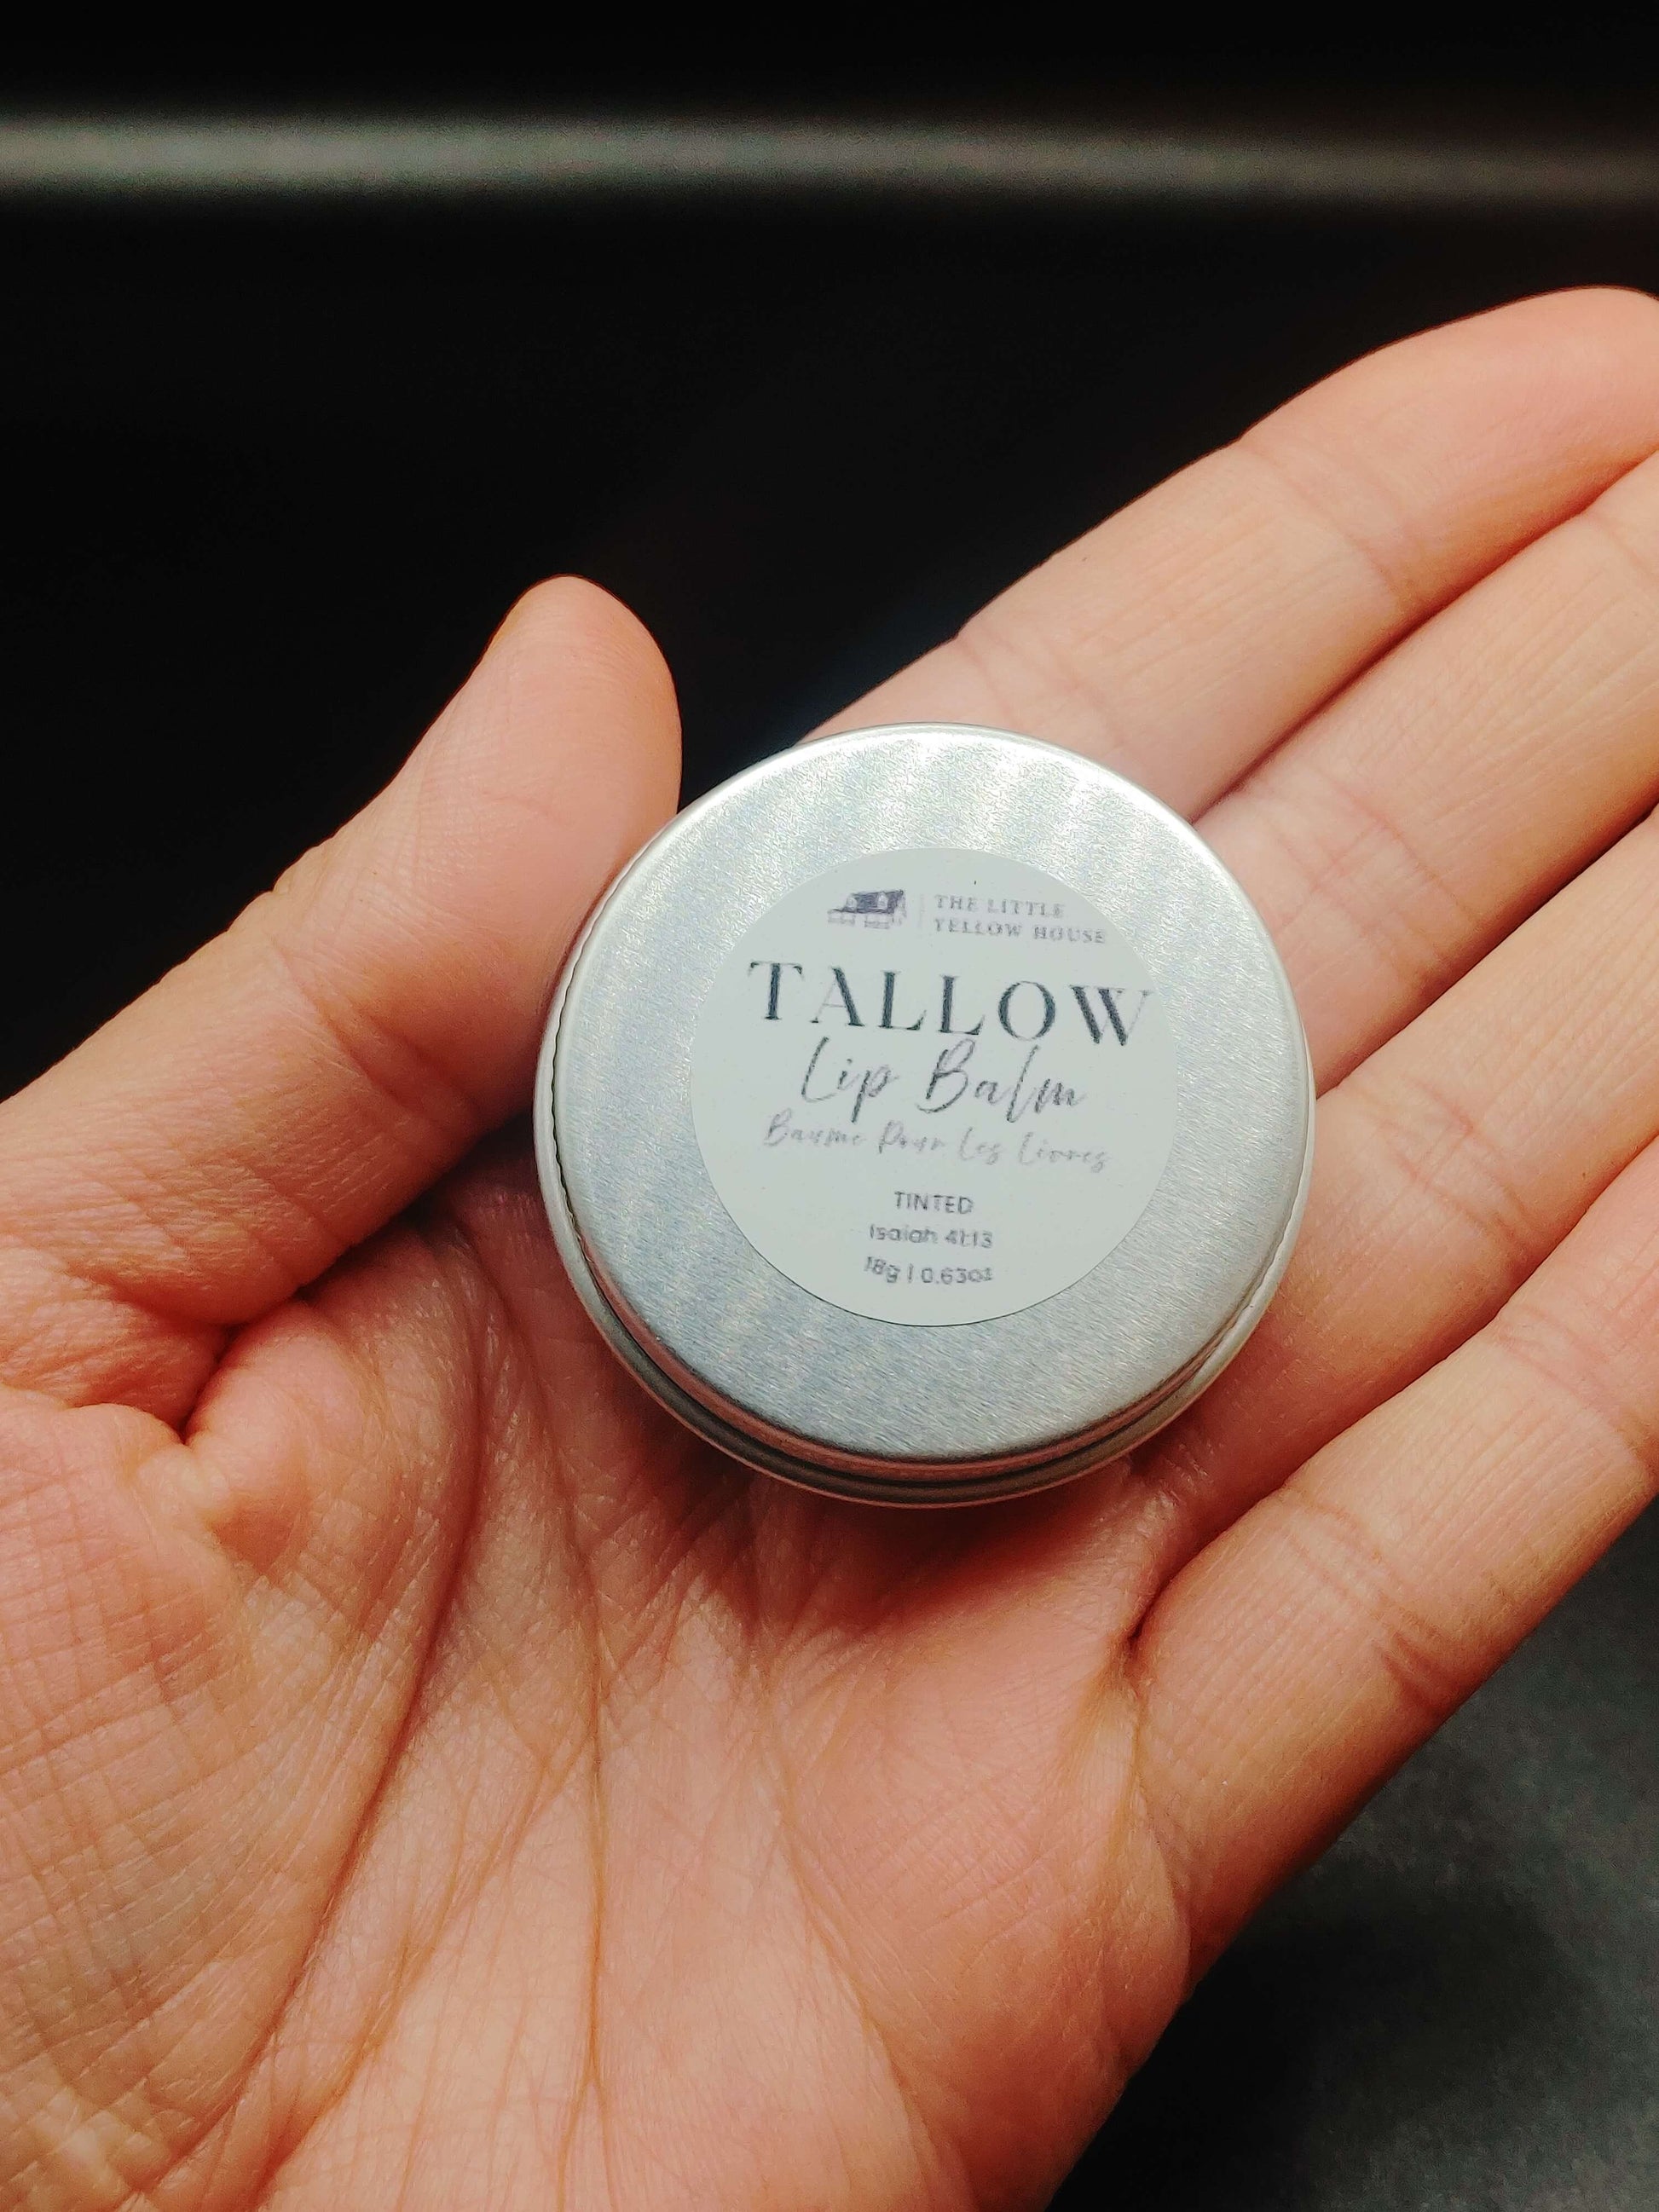 THE LITTLE
YELLOW HOUSE
TALLOW
Lip Balm
Baume Pour Les Lèvres
TINTED
Isaiah 41:13
18g | 0.63oz